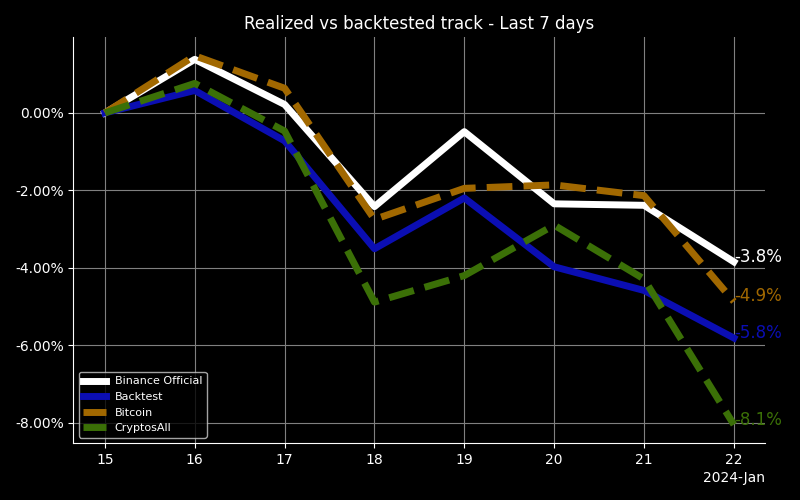 Realized vs backtested track - Last 7 days
0.00%
-2.00%
-4.00%
-6.00%
-8.00%
-3.8%
-4.9%
-5.8%
-8.1%
Binance Official
Backtest
Bitcoin
CryptosAll
15 16 17 18 19 20 21 22
2024-Jan